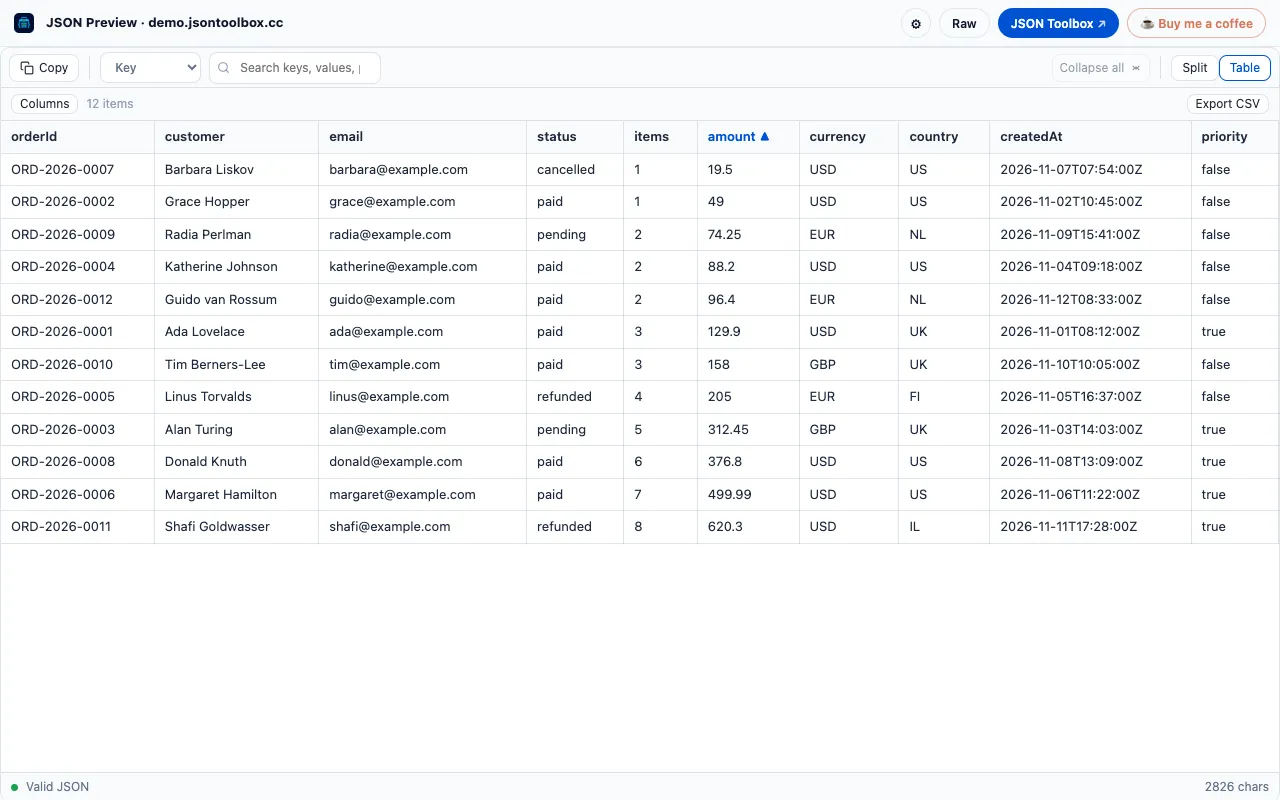 JSON Preview · demo.jsontoolbox.cc Raw JSON Toolbox ↗ ☕ Buy me a coffee
Copy Key Search keys, values, Collapse all Split Table
Columns 12 items Export CSV
orderId customer email status items amount ▲ currency country createdAt priority
ORD-2026-0007 Barbara Liskov barbara@example.com cancelled 1 19.5 USD US 2026-11-07T07:54:00Z false
ORD-2026-0002 Grace Hopper grace@example.com paid 1 49 USD US 2026-11-02T10:45:00Z false
ORD-2026-0009 Radia Perlman radia@example.com pending 2 74.25 EUR NL 2026-11-09T15:41:00Z false
ORD-2026-0004 Katherine Johnson katherine@example.com paid 2 88.2 USD US 2026-11-04T09:18:00Z false
ORD-2026-0012 Guido van Rossum guido@example.com paid 2 96.4 EUR NL 2026-11-12T08:33:00Z false
ORD-2026-0001 Ada Lovelace ada@example.com paid 3 129.9 USD UK 2026-11-01T08:12:00Z true
ORD-2026-0010 Tim Berners-Lee tim@example.com paid 3 158 GBP UK 2026-11-10T10:05:00Z false
ORD-2026-0005 Linus Torvalds linus@example.com refunded 4 205 EUR FI 2026-11-05T16:37:00Z false
ORD-2026-0003 Alan Turing alan@example.com pending 5 312.45 GBP UK 2026-11-03T14:03:00Z true
ORD-2026-0008 Donald Knuth donald@example.com paid 6 376.8 USD US 2026-11-08T13:09:00Z true
ORD-2026-0006 Margaret Hamilton margaret@example.com paid 7 499.99 USD US 2026-11-06T11:22:00Z true
ORD-2026-0011 Shafi Goldwasser shafi@example.com refunded 8 620.3 USD IL 2026-11-11T17:28:00Z true
Valid JSON 2826 chars